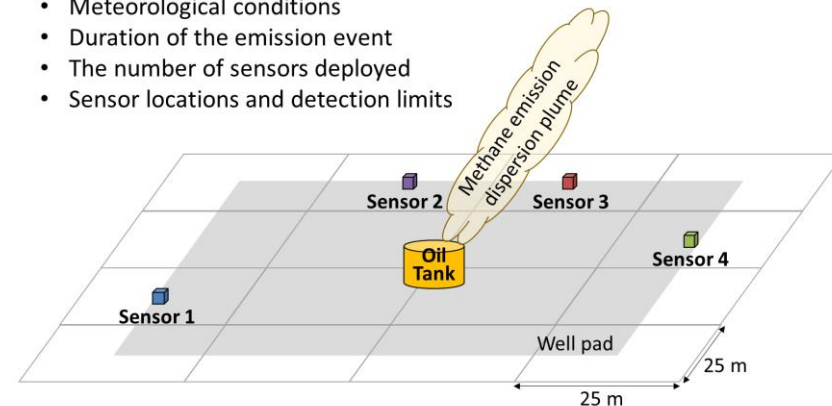 • Meteorological conditions
• Duration of the emission event
• The number of sensors deployed
• Sensor locations and detection limits
Methane emission
dispersion plume
Sensor 2
Sensor 3
Oil
Tank
Sensor 4
Sensor 1
Well pad
25 m
25 m